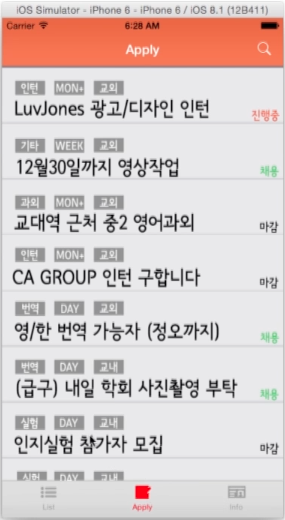 iOS Simulator - iPhone 6 - iPhone 6 / iOS 8.1 (12B411)
Carrier 6:28 AM
Apply
인턴 MON+ 교외
LuvJones 광고/디자인 인턴
진행중
기타 WEEK 교외
12월30일까지 영상작업
채용
과외 MON+ 교외
교대역 근처 중2 영어과외
마감
인턴 MON+ 교외
CA GROUP 인턴 구합니다
마감
번역 DAY 교외
영/한 번역 가능자 (정오까지)
채용
번역 DAY 교내
(급구) 내일 학회 사진촬영 부탁
채용
실험 DAY 교내
인지실험 참가자 모집
마감
실험 DAY 교내
List Apply Info